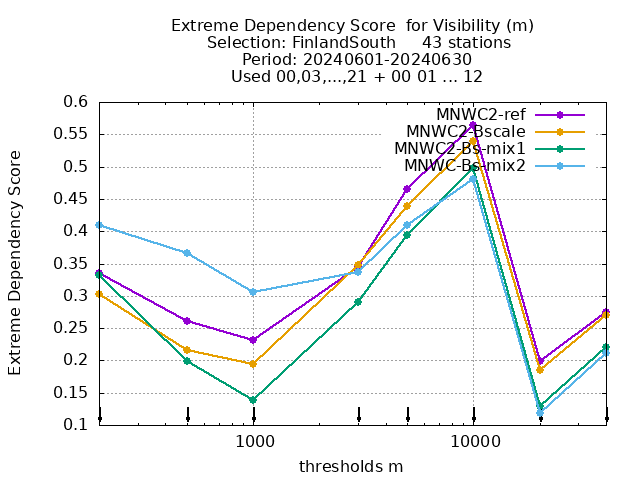 Extreme Dependency Score  for Visibility (m)
Selection: FinlandSouth     43 stations
Period: 20240601-20240630
Used 00,03,...,21 + 00 01 ... 12
MNWC2-ref
MNWC2-Bscale
MNWC2-Bs-mix1
MNWC-Bs-mix2
Extreme Dependency Score
0.6
0.55
0.5
0.45
0.4
0.35
0.3
0.25
0.2
0.15
0.1
1000
10000
thresholds m